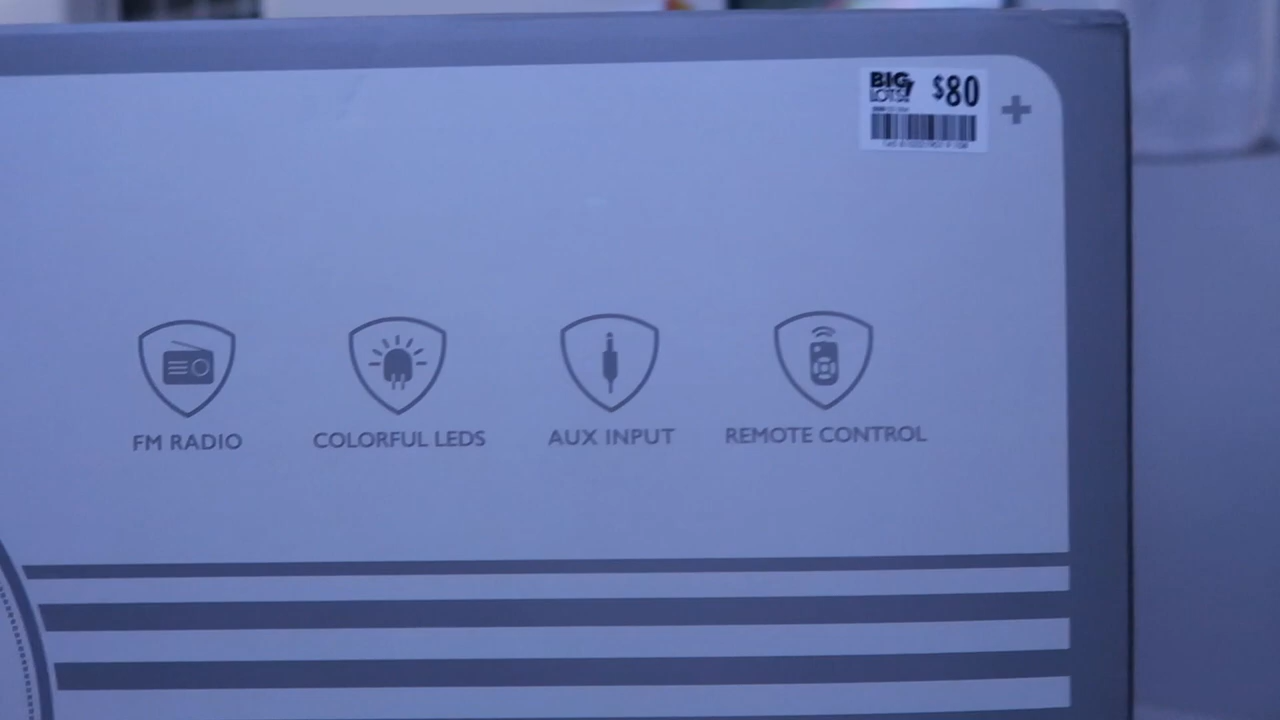 BIG
LOTS!
$80
FM RADIO
COLORFUL LEDS
AUX INPUT
REMOTE CONTROL